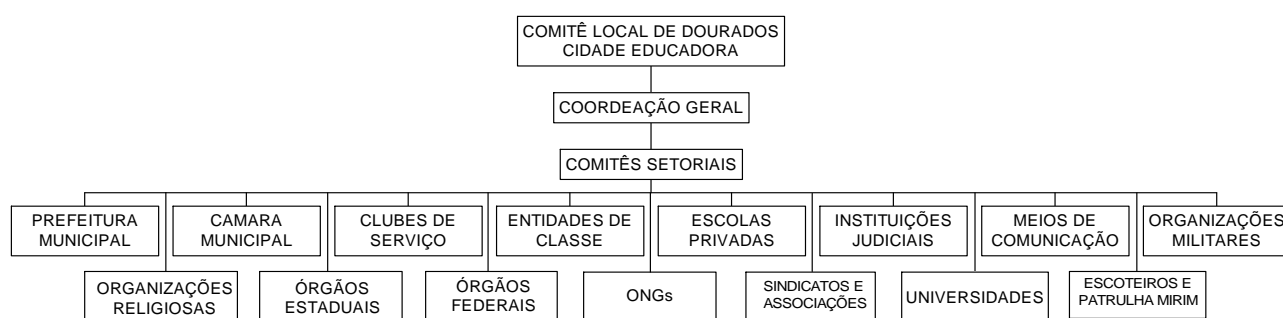 COMITÊ LOCAL DE DOURADOS
CIDADE EDUCADORA
COORDEAÇÃO GERAL
COMITÊS SETORIAIS
PREFEITURA
MUNICIPAL
CAMARA
MUNICIPAL
CLUBES DE
SERVIÇO
ENTIDADES DE
CLASSE
ESCOLAS
PRIVADAS
INSTITUIÇÕES
JUDICIAIS
MEIOS DE
COMUNICAÇÃO
ORGANIZAÇÕES
MILITARES
ORGANIZAÇÕES
RELIGIOSAS
ÓRGÃOS
ESTADUAIS
ÓRGÃOS
FEDERAIS
ONGs
SINDICATOS E
ASSOCIAÇÕES
UNIVERSIDADES
ESCOTEIROS E
PATRULHA MIRIM